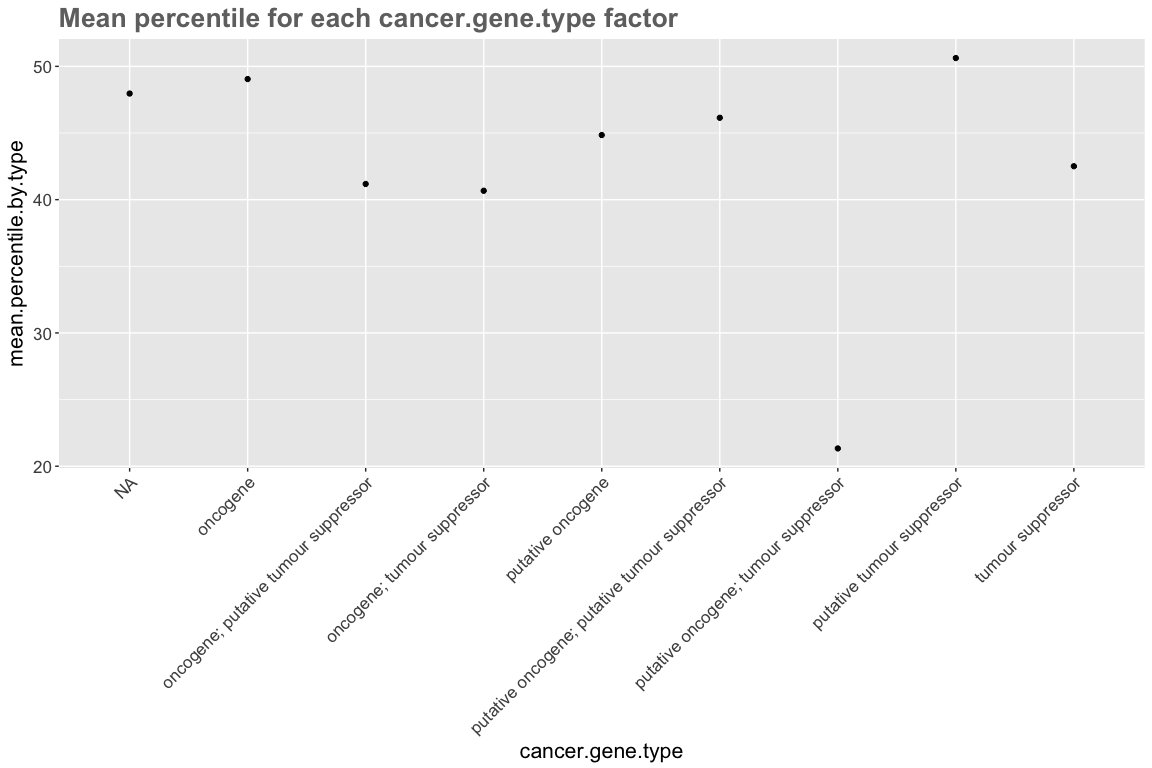 Mean percentile for each cancer.gene.type factor
mean.percentile.by.type
50
40
30
20
NA
oncogene
oncogene; putative tumour suppressor
oncogene; tumour suppressor
putative oncogene
putative oncogene; putative tumour suppressor
putative oncogene; tumour suppressor
putative tumour suppressor
tumour suppressor
cancer.gene.type